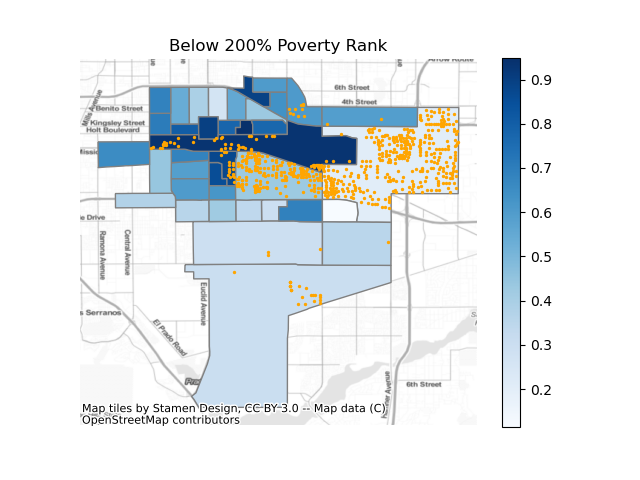 Below 200% Poverty Rank
Arrow Route
6th Street
4th Street
Mills Avenue
Benito Street
Kingsley Street
Holt Boulevard
Missio
e Drive
Ramona Avenue
Central Avenue
Euclid Avenue
s Serranos
El Prado Road
6th Street
Map tiles by Stamen Design, CC BY 3.0 -- Map data (C)
OpenStreetMap contributors
0.9
0.8
0.7
0.6
0.5
0.4
0.3
0.2